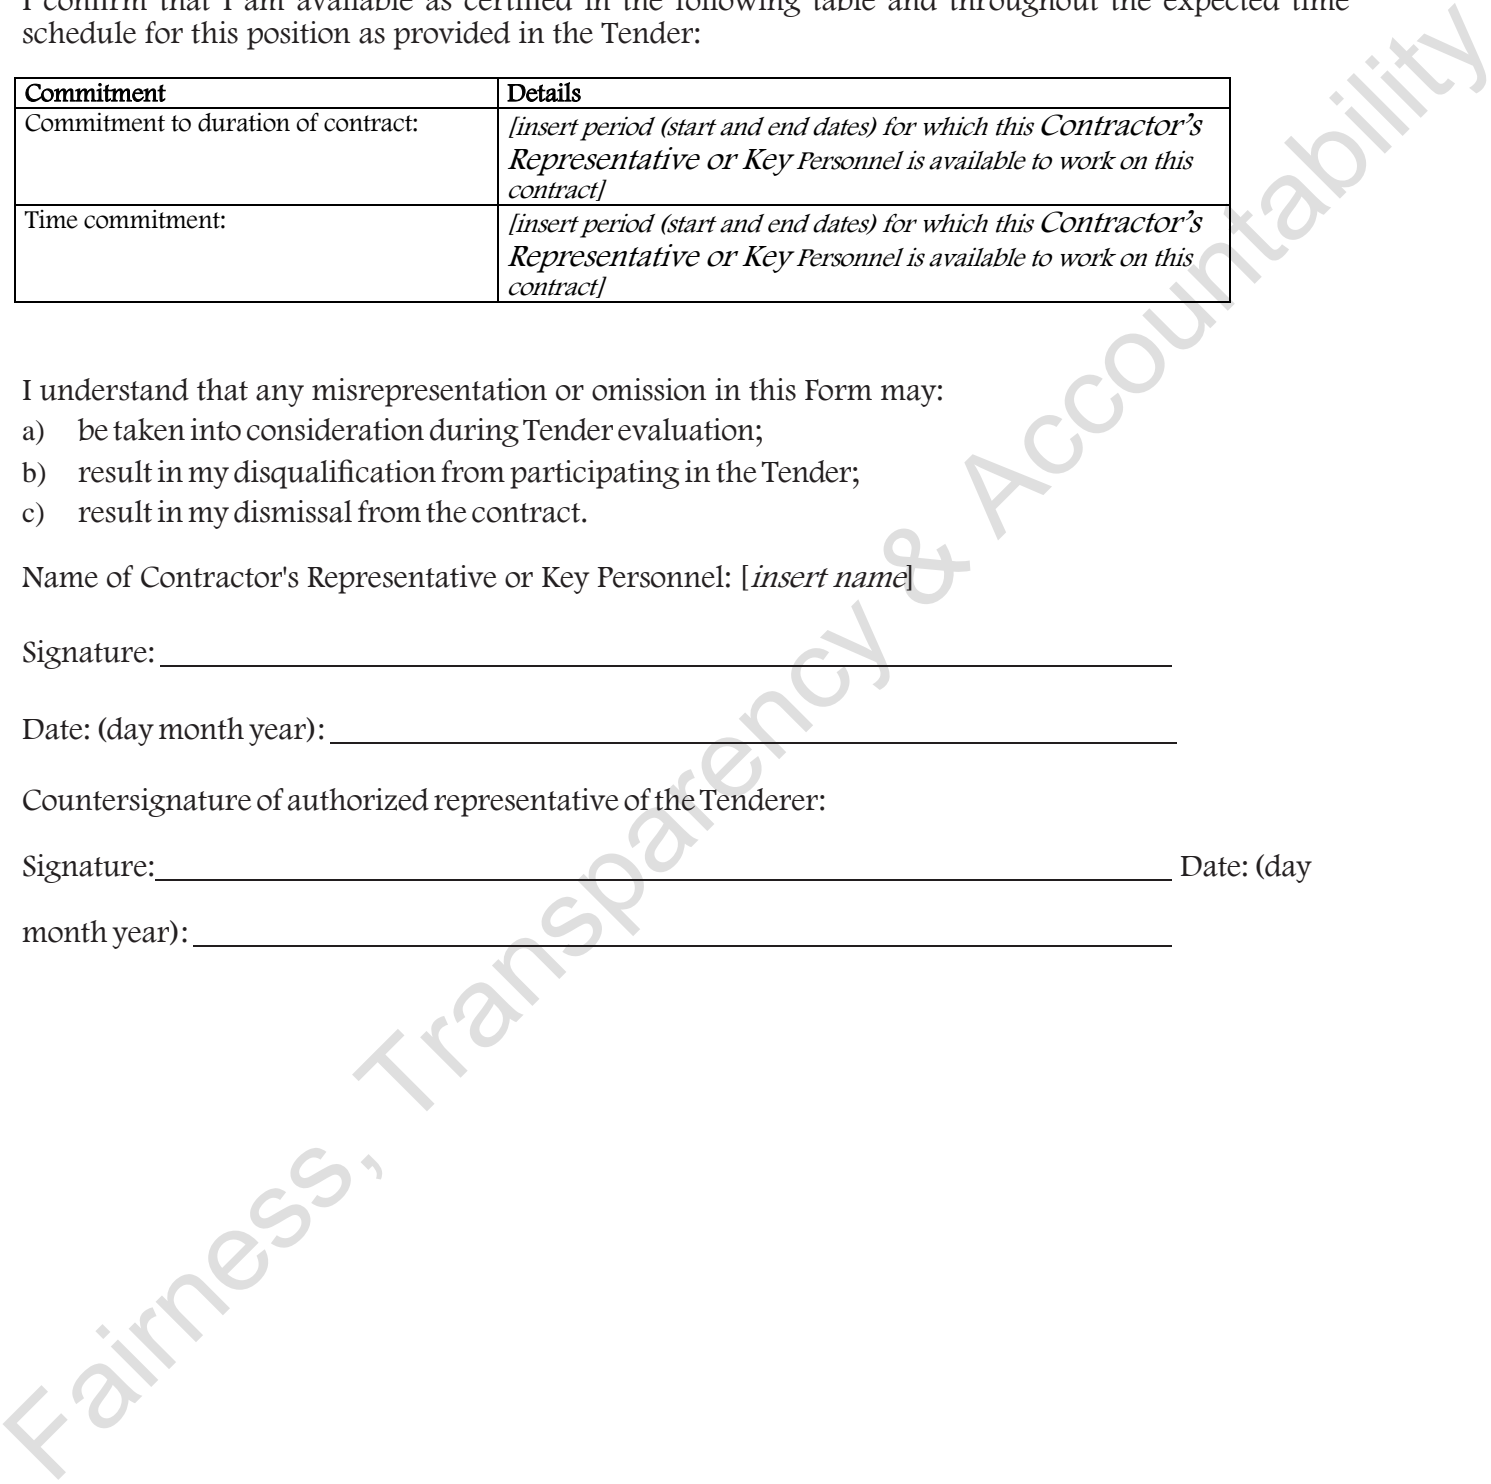 I confirm that I am available as certified in the following table and throughout the expected time
schedule for this position as provided in the Tender:
Commitment
Details
Commitment to duration of contract:
[insert period (start and end dates) for which this Contractor’s
Representative or Key Personnel is available to work on this
contract]
Time commitment:
[insert period (start and end dates) for which this Contractor’s
Representative or Key Personnel is available to work on this
contract]
I understand that any misrepresentation or omission in this Form may:
a) be taken into consideration during Tender evaluation;
b) result in my disqualification from participating in the Tender;
c) result in my dismissal from the contract.
Name of Contractor's Representative or Key Personnel: [insert name]
Signature:
Date: (day month year):
Countersignature of authorized representative of the Tenderer:
Signature: Date: (day
month year):
Fairness, Transparency & Accountability